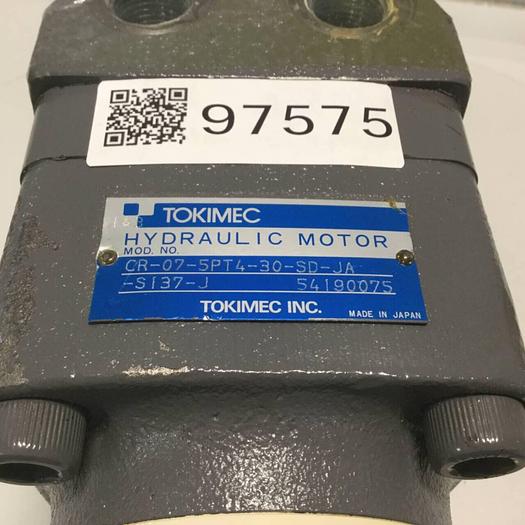 97575
TOKIMEC
HYDRAULIC MOTOR
MOD. NO.
CR-07-5PT4-30-SD-JA
-S137-J 54190075
TOKIMEC INC.
MADE IN JAPAN